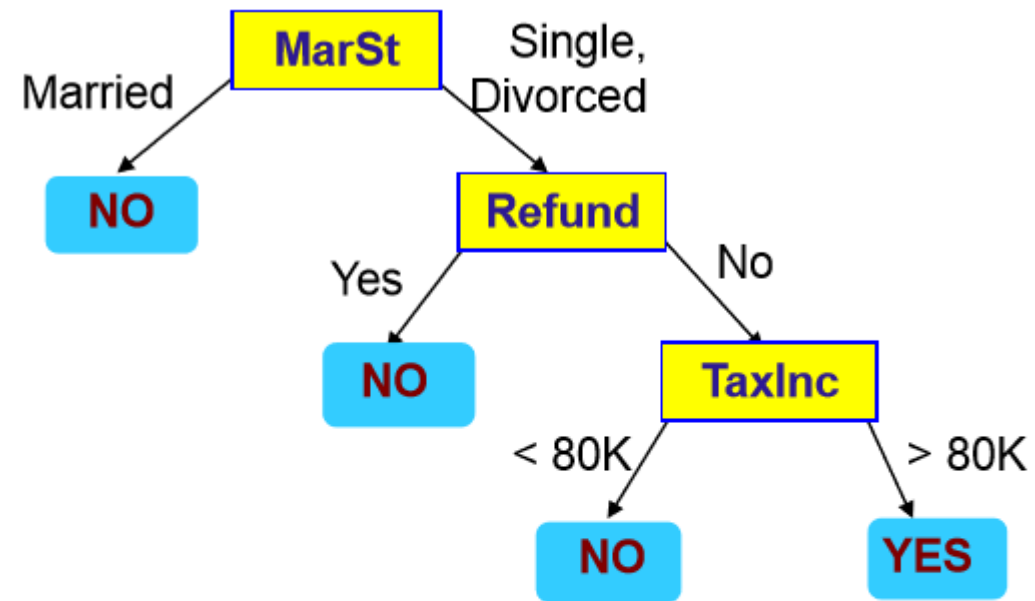 MarSt
Single,
Married
Divorced
NO
Refund
Yes
No
NO
TaxInc
< 80K
> 80K
NO
YES